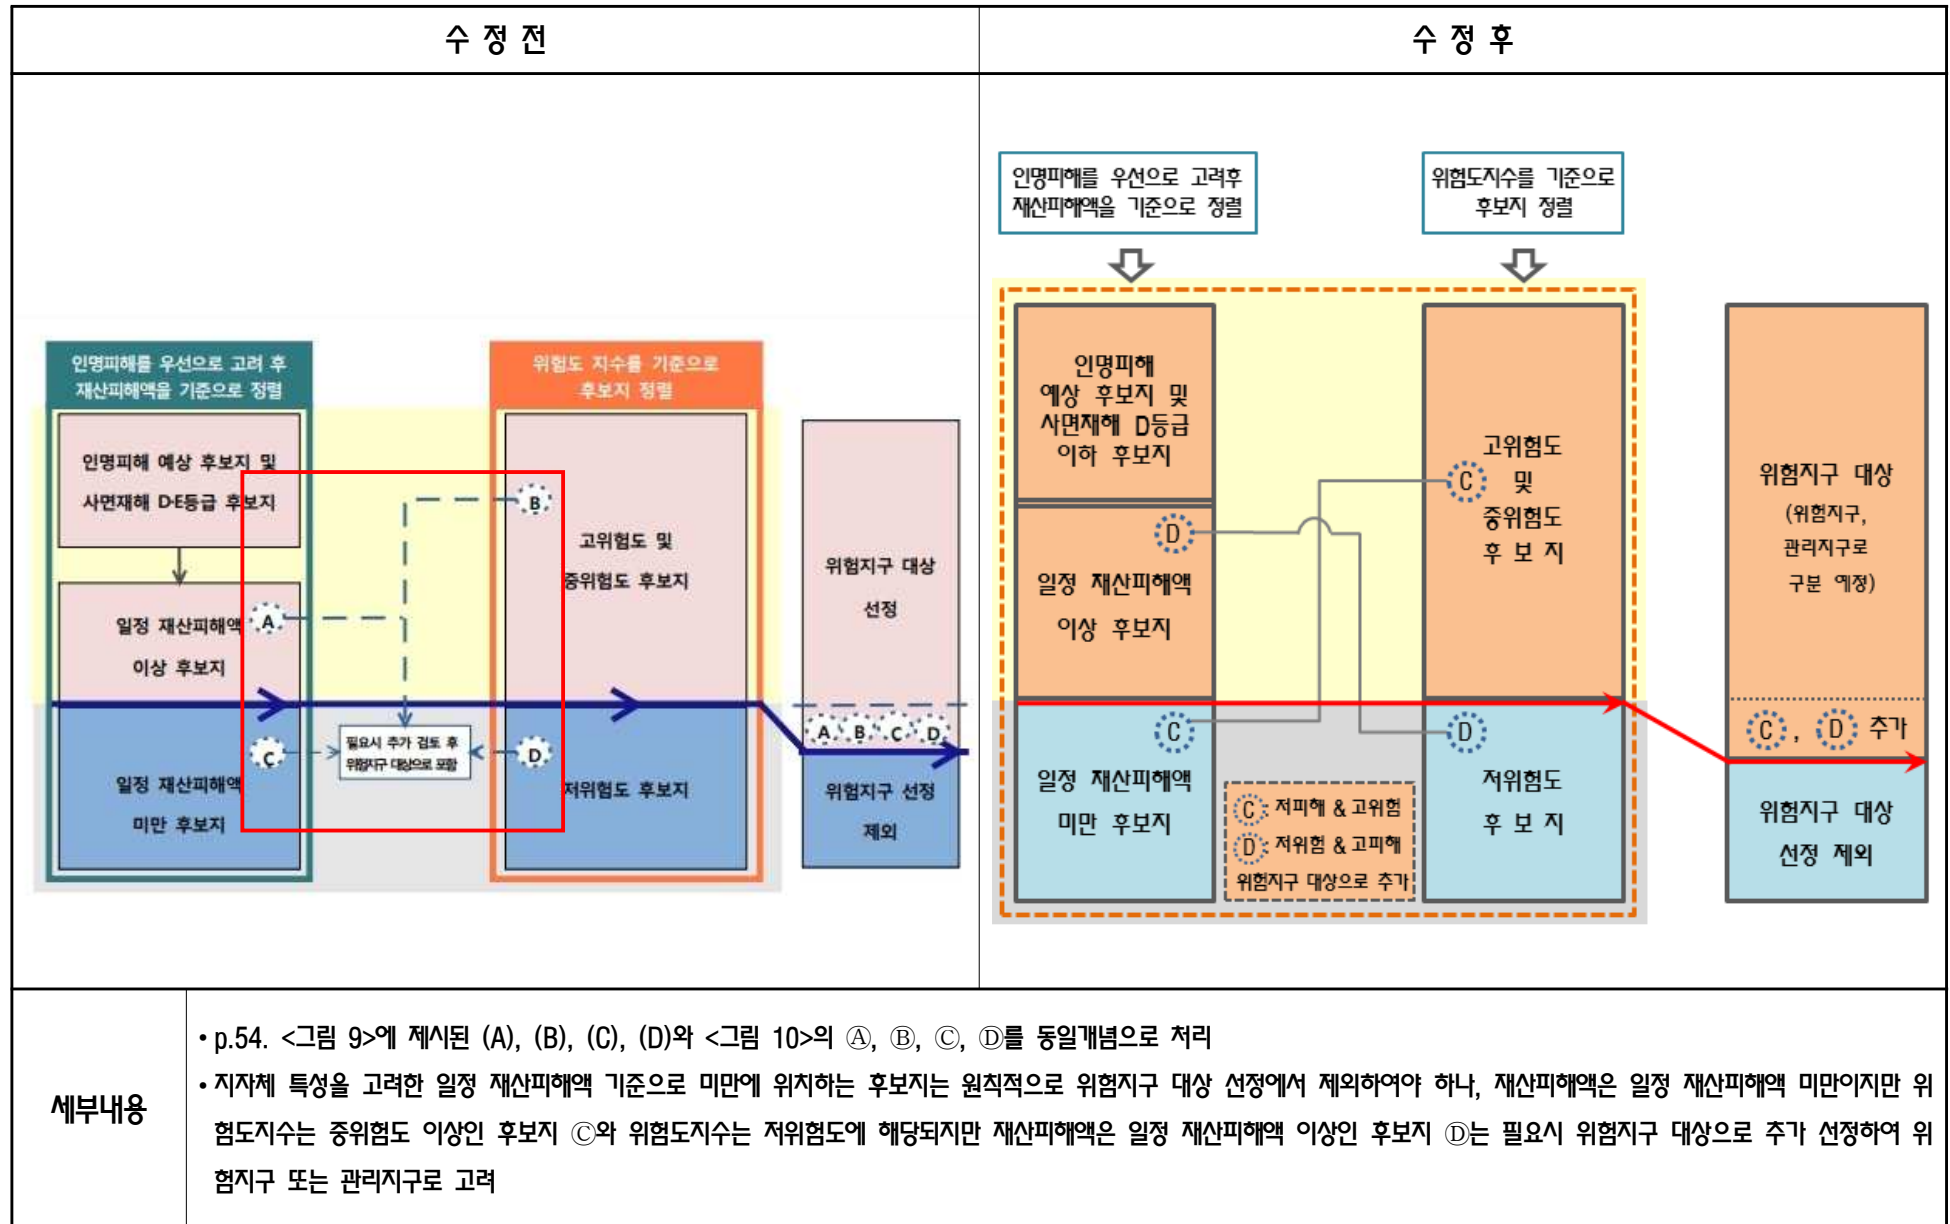 수 정 전
수 정 후
인명피해를 우선으로 고려 후
재산피해액을 기준으로 정렬
위험도 지수를 기준으로
후보지 정렬
인명피해 예상 후보지 및
사면재해 D·E등급 후보지
B
고위험도 및
중위험도 후보지
일정 재산피해액
이상 후보지
A
위험지구 대상
선정
C
필요시 추가 검토 후
위험지구 대상으로 포함
D
A B C D
일정 재산피해액
미만 후보지
저위험도 후보지
위험지구 선정
제외
인명피해를 우선으로 고려후
재산피해액을 기준으로 정렬
위험도지수를 기준으로
후보지 정렬
인명피해
예상 후보지 및
사면재해 D등급
이하 후보지
D
일정 재산피해액
이상 후보지
고위험도
C 및
중위험도
후 보 지
위험지구 대상
(위험지구,
관리지구로
구분 예정)
C
일정 재산피해액
미만 후보지
C : 저피해 & 고위험
D : 저위험 & 고피해
위험지구 대상으로 추가
D
저위험도
후 보 지
C , D 추가
위험지구 대상
선정 제외
세부내용
• p.54. <그림 9>에 제시된 (A), (B), (C), (D)와 <그림 10>의 Ⓐ, Ⓑ, Ⓒ, Ⓓ를 동일개념으로 처리
• 지자체 특성을 고려한 일정 재산피해액 기준으로 미만에 위치하는 후보지는 원칙적으로 위험지구 대상 선정에서 제외하여야 하나, 재산피해액은 일정 재산피해액 미만이지만 위
험도지수는 중위험도 이상인 후보지 Ⓒ와 위험도지수는 저위험도에 해당되지만 재산피해액은 일정 재산피해액 이상인 후보지 Ⓓ는 필요시 위험지구 대상으로 추가 선정하여 위
험지구 또는 관리지구로 고려